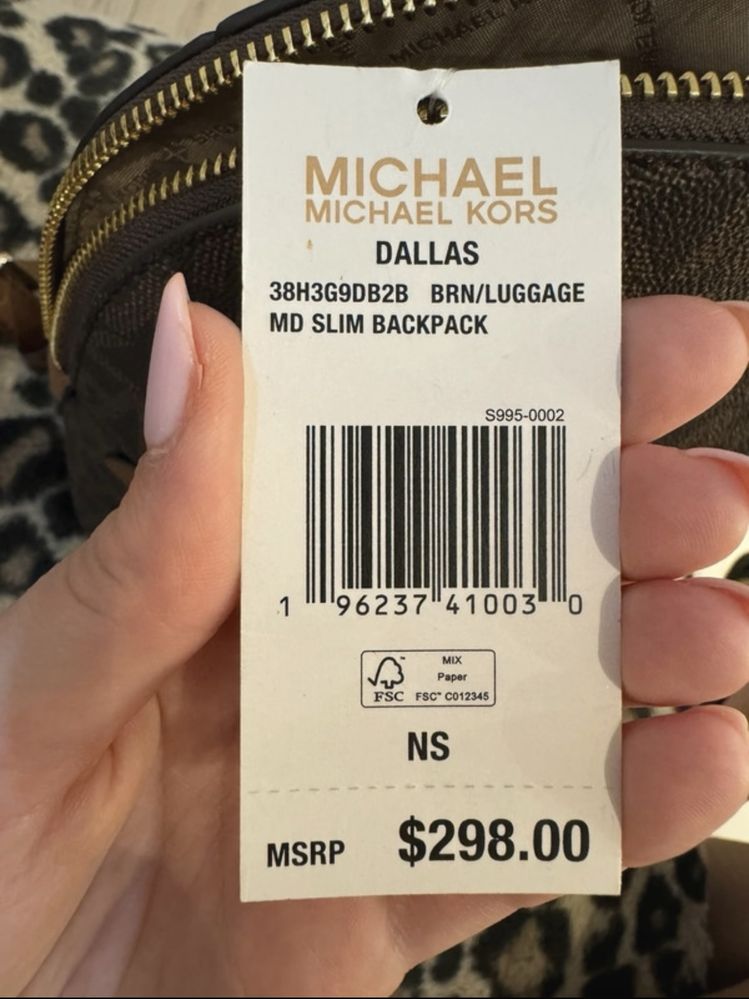 MICHAEL K
MICHAEL
MICHAEL KORS
DALLAS
38H3G9DB2B BRN/LUGGAGE
MD SLIM BACKPACK
S995-0002
1 96237 41003 0
MIX
Paper
FSC™ C012345
FSC
NS
MSRP $298.00